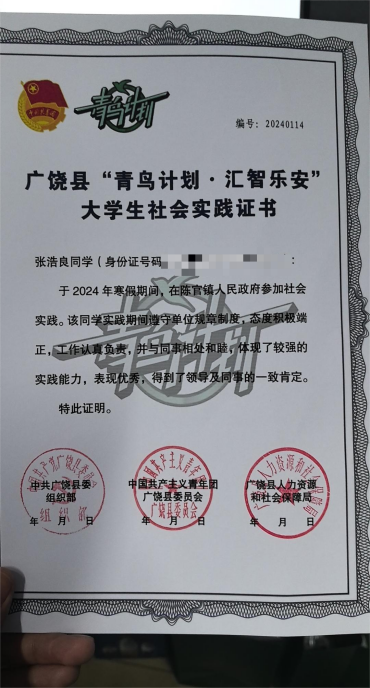 青鸟计划
编号：20240114
广饶县“青鸟计划·汇智乐安”
大学生社会实践证书
张浩良同学（身份证号码
：
于 2024 年寒假期间，在陈官镇人民政府参加社会
实践。该同学实践期间遵守单位规章制度，态度积极端
正，工作认真负责，并与同事相处和睦，体现了较强的
实践能力，表现优秀，得到了领导及同事的一致肯定。
特此证明。
中共广饶县委
组织部
年 月 日
中国共产主义青年团
广饶县委员会
年 月 日
广饶县人力资源
和社会保障局
年 月 日